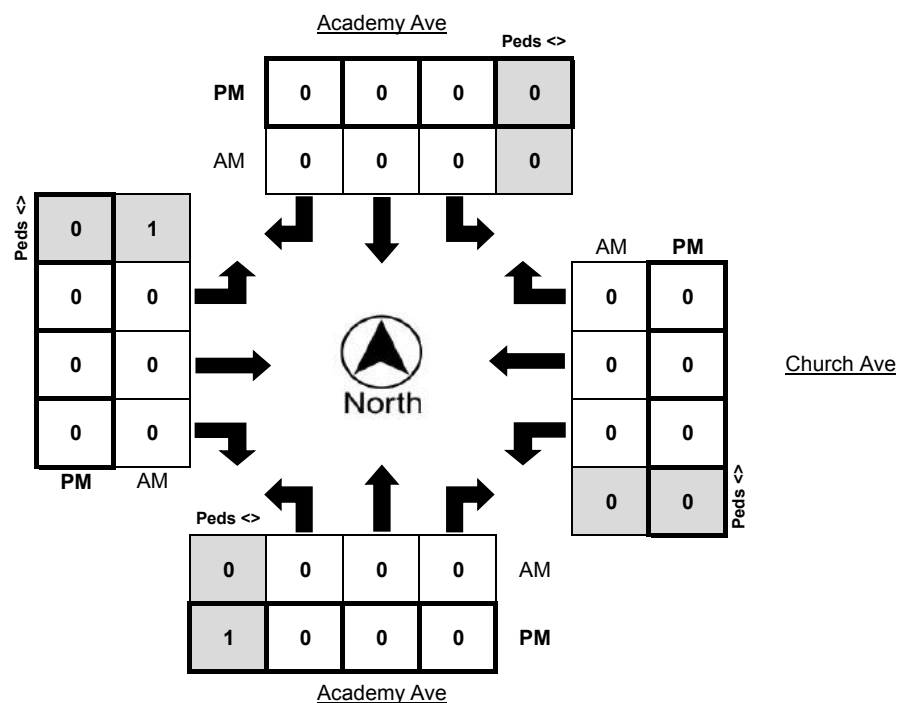 Academy Ave
Peds <>
PM 0 0 0 0
AM 0 0 0 0
Peds <>
0 1
0 0
0 0
0 0
PM AM
North
AM PM
0 0
0 0
0 0
0 0
Peds <>
Church Ave
Peds <>
0 0 0 0 AM
1 0 0 0 PM
Academy Ave